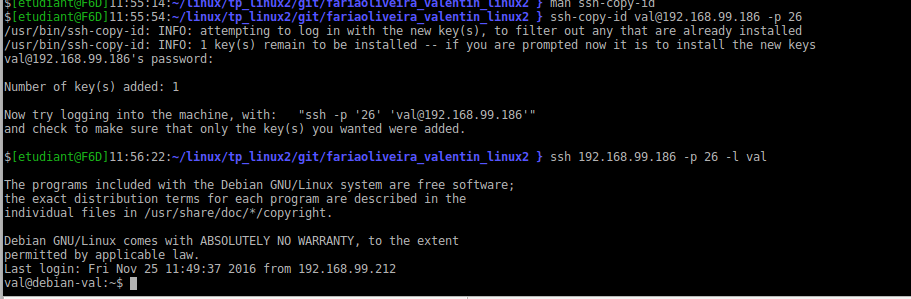 $[etudiant@F6D]11:55:14:~/linux/tp_linux2/git/fariaoliveira_valentin_linux2 } man ssh-copy-id
$[etudiant@F6D]11:55:54:~/linux/tp_linux2/git/fariaoliveira_valentin_linux2 } ssh-copy-id val@192.168.99.186 -p 26
/usr/bin/ssh-copy-id: INFO: attempting to log in with the new key(s), to filter out any that are already installed
/usr/bin/ssh-copy-id: INFO: 1 key(s) remain to be installed -- if you are prompted now it is to install the new keys
val@192.168.99.186's password:
Number of key(s) added: 1
Now try logging into the machine, with:   "ssh -p '26' 'val@192.168.99.186'"
and check to make sure that only the key(s) you wanted were added.
$[etudiant@F6D]11:56:22:~/linux/tp_linux2/git/fariaoliveira_valentin_linux2 } ssh 192.168.99.186 -p 26 -l val
The programs included with the Debian GNU/Linux system are free software;
the exact distribution terms for each program are described in the
individual files in /usr/share/doc/*/copyright.
Debian GNU/Linux comes with ABSOLUTELY NO WARRANTY, to the extent
permitted by applicable law.
Last login: Fri Nov 25 11:49:37 2016 from 192.168.99.212
val@debian-val:~$